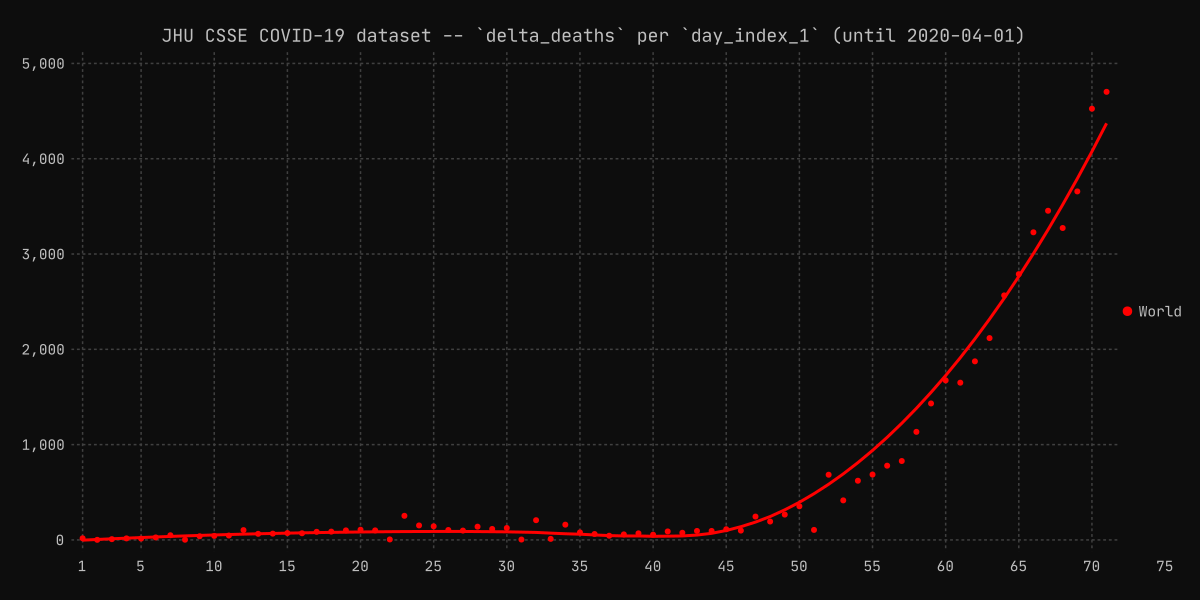 JHU CSSE COVID-19 dataset -- `delta_deaths` per `day_index_1` (until 2020-04-01)
5,000
4,000
3,000
2,000
1,000
0
World
1 5 10 15 20 25 30 35 40 45 50 55 60 65 70 75